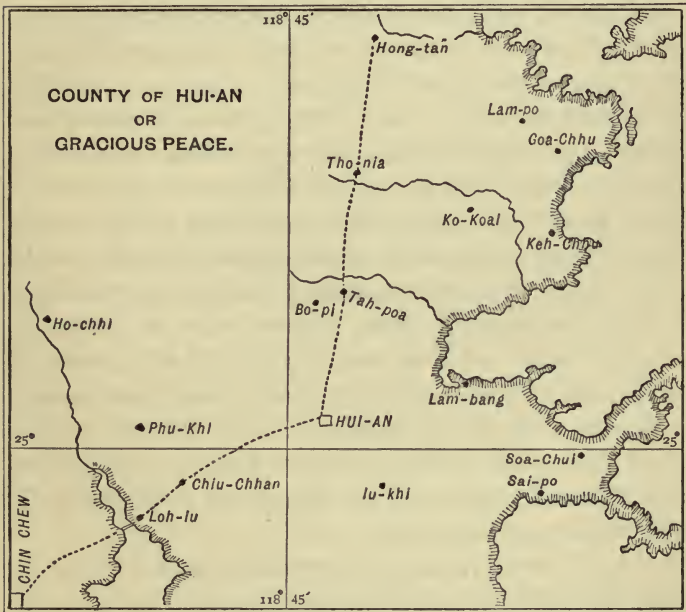 118° 45'
COUNTY OF HUI-AN
OR
GRACIOUS PEACE.
Hong-tan
Lam-po
Goa-Chhu
Tho-nia
Ko-Koal
Keh-Chhu
Ho-chhi
Bo-pi
Tah-poa
Lam-bang
HUI-AN
Phu-Khi
25°
25°
Soa-Chui
Chiu-Chhan
Iu-khi
Sai-po
Loh-iu
CHIN CHEW
118° 45'